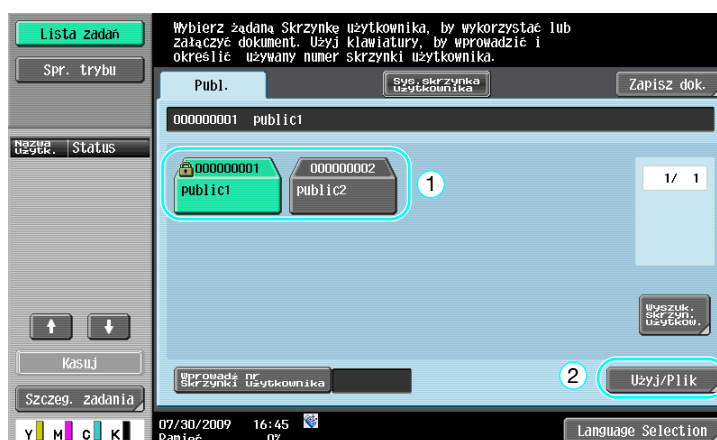 Lista zadań
Spr. trybu
Nazwa użytk.
Status
Kasuj
Szczeg. zadania
Y M C K
Wybierz żądaną Skrzynkę użytkownika, by wykorzystać lub
załączyć dokument. Użyj klawiatury, by wprowadzić i
określić używany numer skrzynki użytkownika.
Publ.
Sys.skrzynka
użytkownika
Zapisz dok.
000000001 public1
000000001
public1
000000002
public2
1
1/ 1
Wyszuk.
skrzyn.
użytkow.
Wprowadź nr
Skrzynki użytkownika
2
Użyj/Plik
07/30/2009 16:45
Pamięć 0%
Language Selection